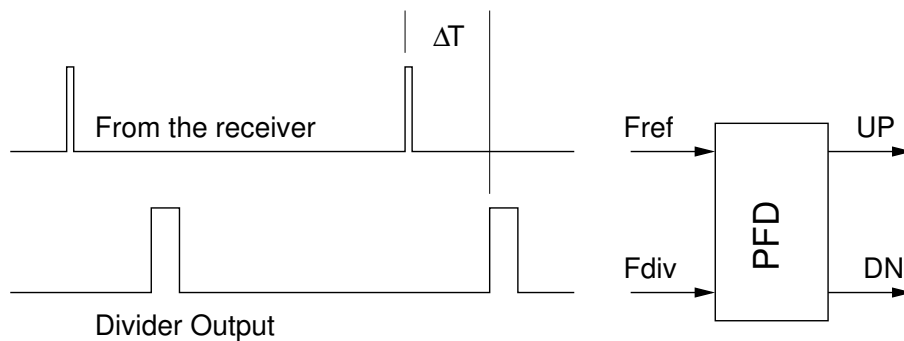 ΔT
From the receiver
Fref
UP
PFD
Fdiv
DN
Divider Output